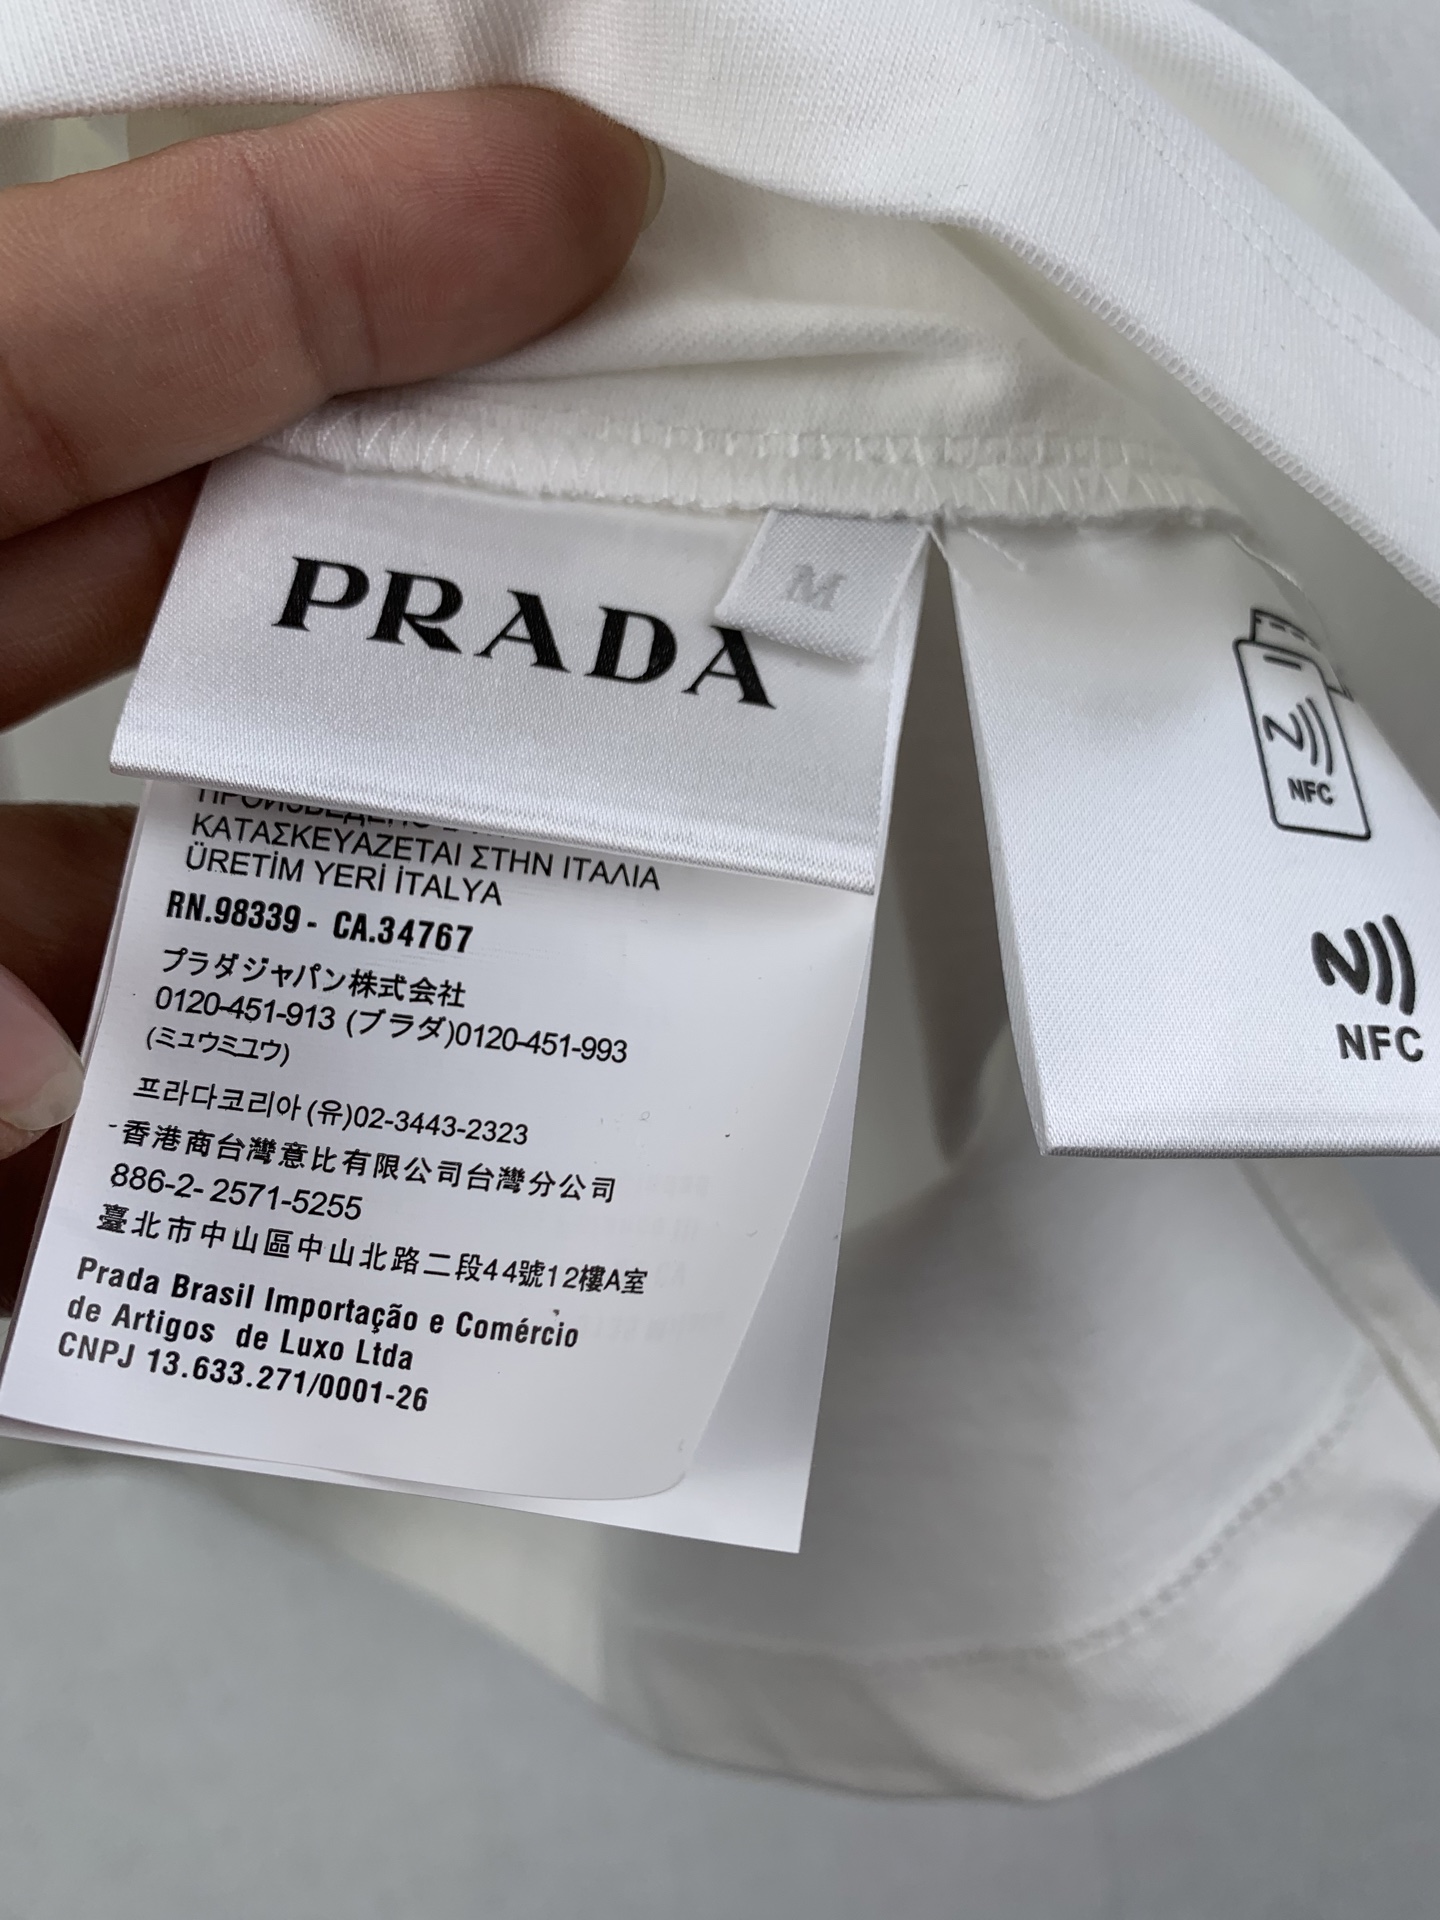 PRADA
M
ΚΑΤΑΣΚΕΥΑΖΕΤΑΙ ΣΤΗΝ ΙΤΑΛΙΑ
ÜRETİM YERİ İTALYA
RN.98339 - CA.34767
プラダジャパン株式会社
0120-451-913 (プラダ)0120-451-993
(ミュウミユウ)
프라다코리아(유)02-3443-2323
-香港商台灣意比有限公司台灣分公司
886-2- 2571-5255
臺北市中山區中山北路二段44號12樓A室
Prada Brasil Importação e Comércio
de Artigos de Luxo Ltda
CNPJ 13.633.271/0001-26
NFC
NFC